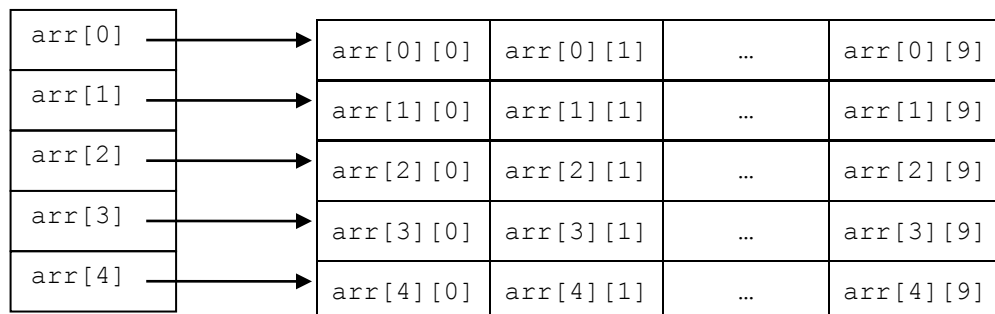 arr[0] arr[0][0] arr[0][1] … arr[0][9]
arr[1] arr[1][0] arr[1][1] … arr[1][9]
arr[2] arr[2][0] arr[2][1] … arr[2][9]
arr[3] arr[3][0] arr[3][1] … arr[3][9]
arr[4] arr[4][0] arr[4][1] … arr[4][9]